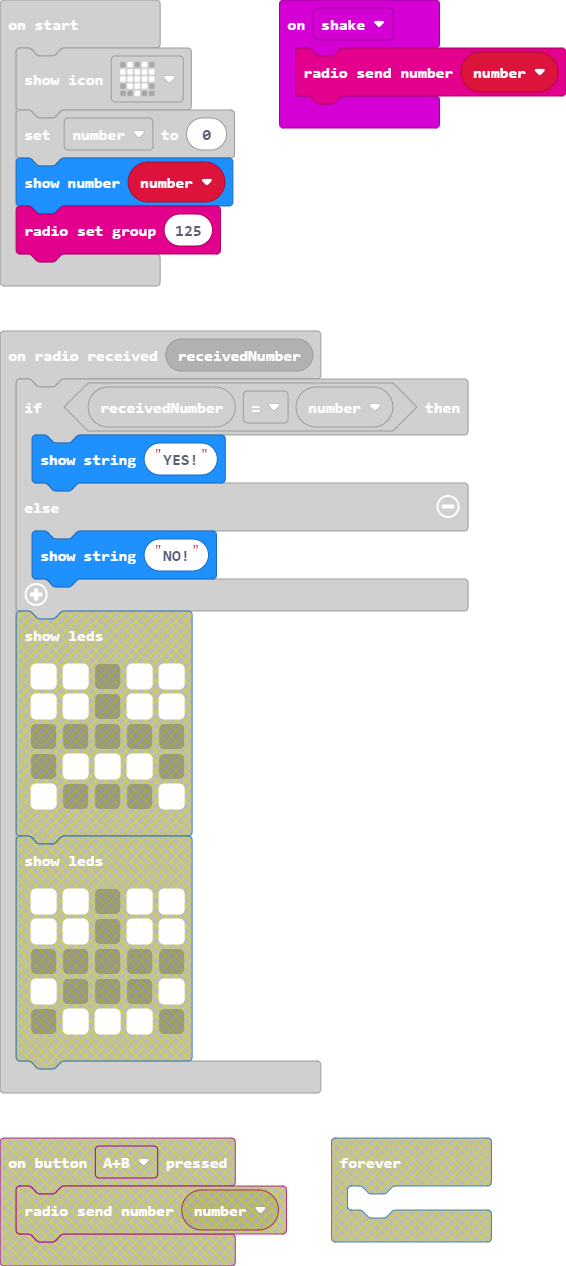 on start
show icon
set number to 0
show number number
radio set group 125
on shake
radio send number number
on radio received receivedNumber
if receivedNumber = number then
show string "YES!"
else
show string "NO!"
show leds
show leds
on button A+B pressed
radio send number number
forever